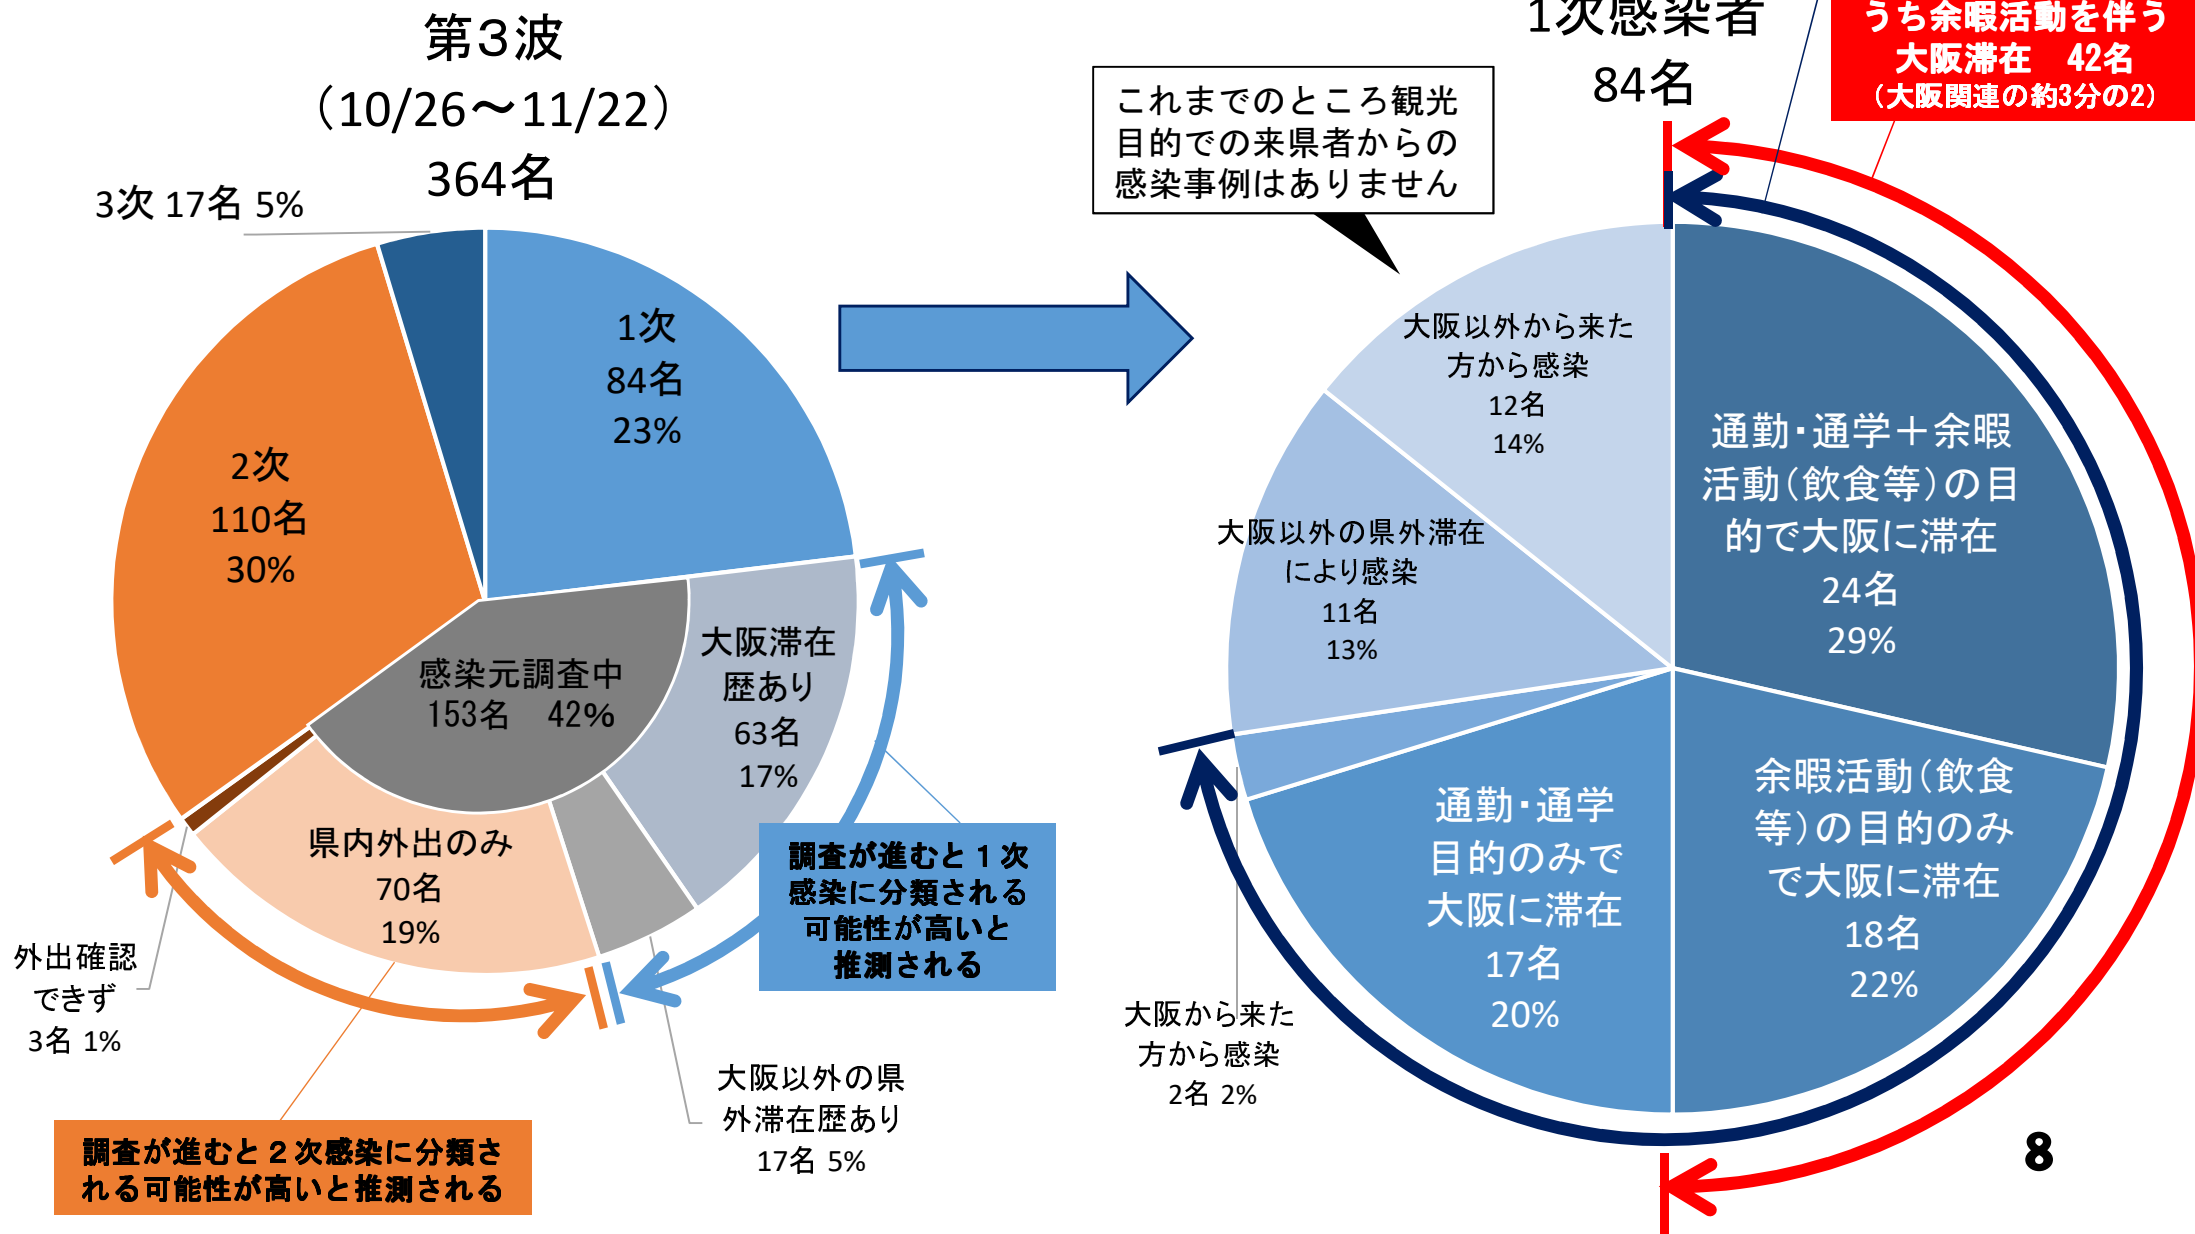 第３波
（10/26～11/22）
364名
3次 17名 5%
1次
84名
23%
2次
110名
30%
感染元調査中
153名　42%
大阪滞在
歴あり
63名
17%
県内外出のみ
70名
19%
外出確認
できず
3名 1%
大阪以外の県
外滞在歴あり
17名 5%
調査が進むと１次
感染に分類される
可能性が高いと
推測される
調査が進むと２次感染に分類さ
れる可能性が高いと推測される
1次感染者
84名
うち余暇活動を伴う
大阪滞在　42名
（大阪関連の約3分の2）
これまでのところ観光
目的での来県者からの
感染事例はありません
大阪以外から来た
方から感染
12名
14%
大阪以外の県外滞在
により感染
11名
13%
通勤・通学＋余暇
活動（飲食等）の目
的で大阪に滞在
24名
29%
余暇活動（飲食
等）の目的のみ
で大阪に滞在
18名
22%
通勤・通学
目的のみで
大阪に滞在
17名
20%
大阪から来た
方から感染
2名 2%
8